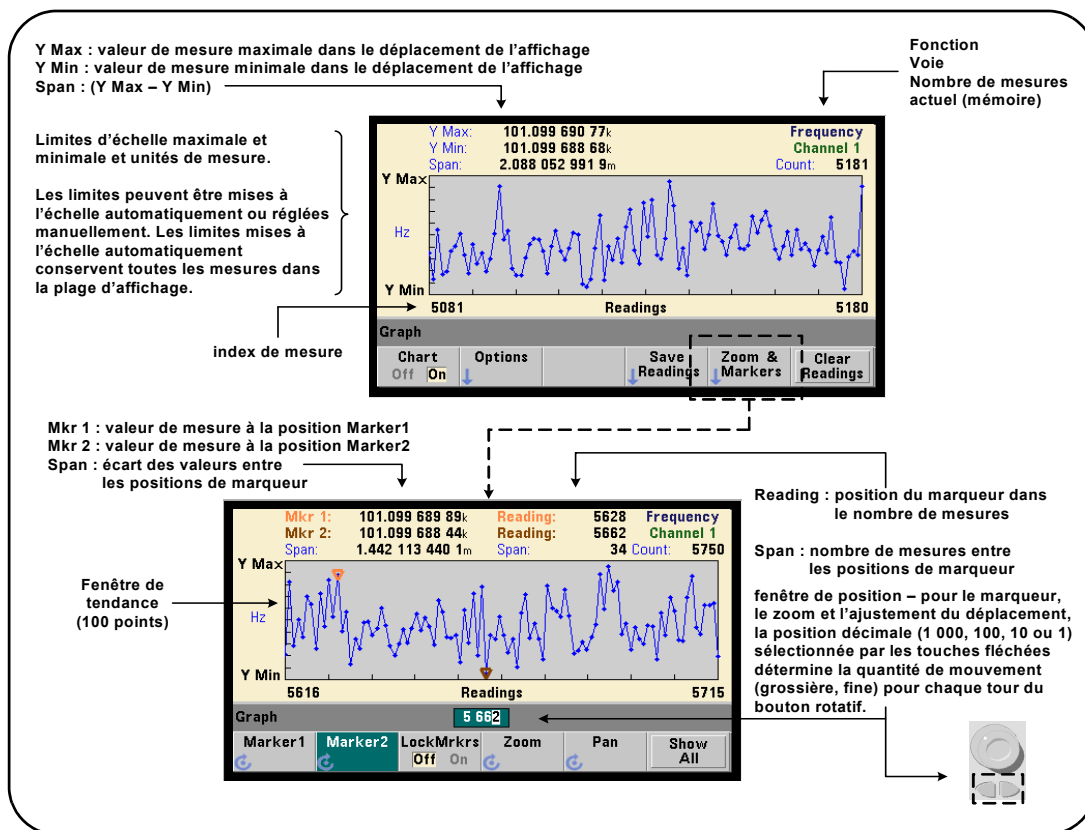 Y Max : valeur de mesure maximale dans le déplacement de l’affichage
Y Min : valeur de mesure minimale dans le déplacement de l’affichage
Span : (Y Max – Y Min)
Fonction
Voie
Nombre de mesures
actuel (mémoire)
Limites d’échelle maximale et
minimale et unités de mesure.
Les limites peuvent être mises à
l’échelle automatiquement ou réglées
manuellement. Les limites mises à
l’échelle automatiquement
conservent toutes les mesures dans
la plage d’affichage.
index de mesure
Y Max: 101.099 690 77k Frequency
Y Min: 101.099 688 68k Channel 1
Span: 2.088 052 991 9m Count: 5181
Y Max
Hz
Y Min
5081 Readings 5180
Graph
Chart Options Save Zoom & Clear
Off On Readings Markers Readings
Mkr 1 : valeur de mesure à la position Marker1
Mkr 2 : valeur de mesure à la position Marker2
Span : écart des valeurs entre
les positions de marqueur
Reading : position du marqueur dans
le nombre de mesures
Span : nombre de mesures entre
les positions de marqueur
fenêtre de position – pour le marqueur,
le zoom et l’ajustement du déplacement,
la position décimale (1 000, 100, 10 ou 1)
sélectionnée par les touches fléchées
détermine la quantité de mouvement
(grossière, fine) pour chaque tour du
bouton rotatif.
Fenêtre de
tendance
(100 points)
Mkr 1: 101.099 689 89k Reading: 5628 Frequency
Mkr 2: 101.099 688 44k Reading: 5662 Channel 1
Span: 1.442 113 440 1m Span: 34 Count: 5750
Y Max
Hz
Y Min
5616 Readings 5715
Graph 5 662
Marker1 Marker2 LockMrkrs Zoom Pan Show
Off On All